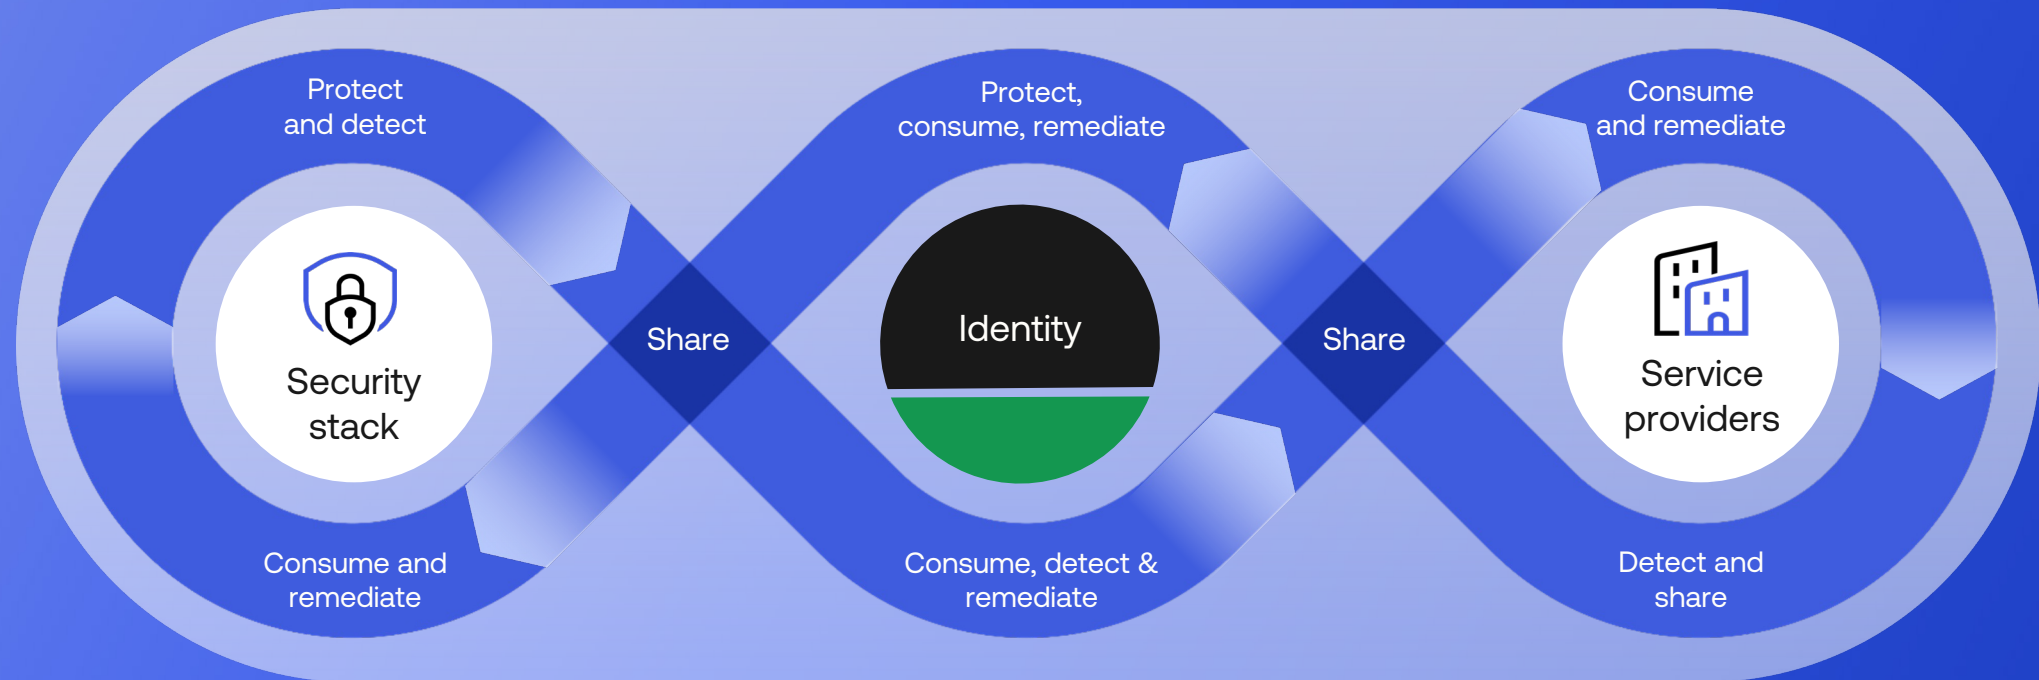 Protect
and detect
Protect,
consume, remediate
Consume
and remediate
Security
stack
Share
Identity
Share
Service
providers
Consume and
remediate
Consume, detect &
remediate
Detect and
share